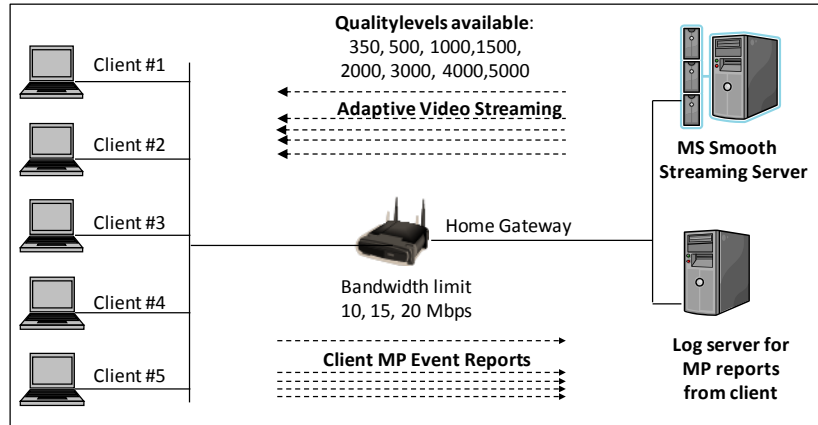 Qualitylevels available:
350, 500, 1000,1500,
2000, 3000, 4000,5000
Adaptive Video Streaming
Client #1
Client #2
Client #3
Client #4
Client #5
MS Smooth
Streaming Server
Home Gateway
Bandwidth limit
10, 15, 20 Mbps
Client MP Event Reports
Log server for
MP reports
from client